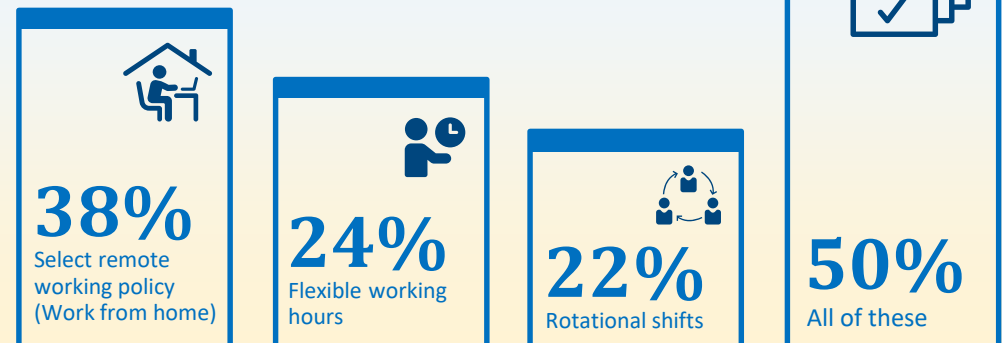 38%
Select remote
working policy
(Work from home)
24%
Flexible working
hours
22%
Rotational shifts
50%
All of these